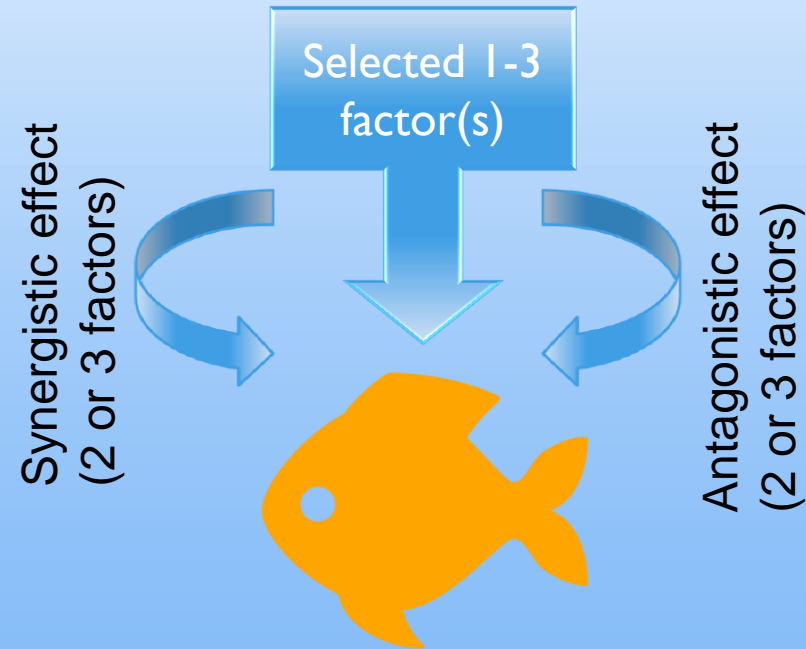 Selected 1-3
factor(s)
Synergistic effect
(2 or 3 factors)
Antagonistic effect
(2 or 3 factors)